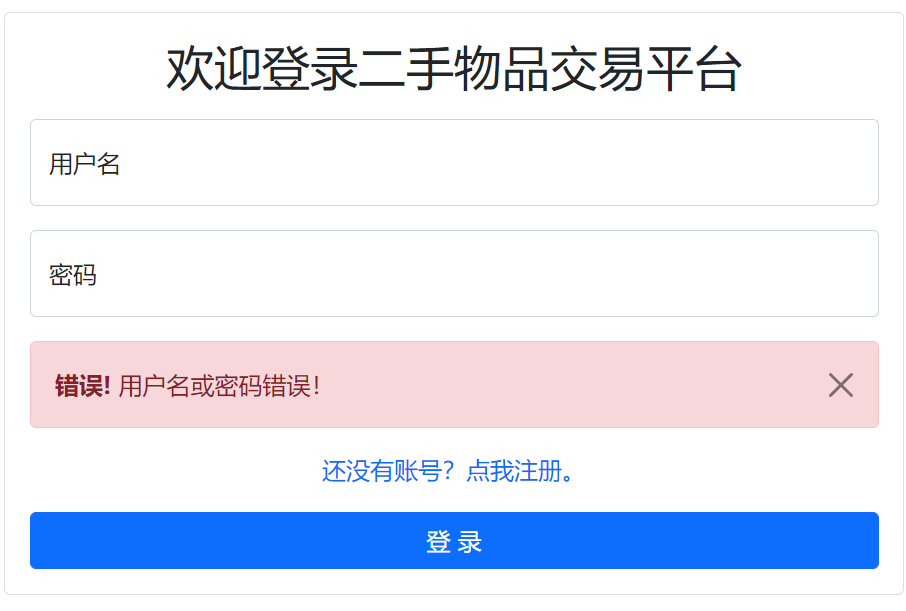 欢迎登录二手物品交易平台
用户名
密码
错误! 用户名或密码错误!
还没有账号？点我注册。
登 录